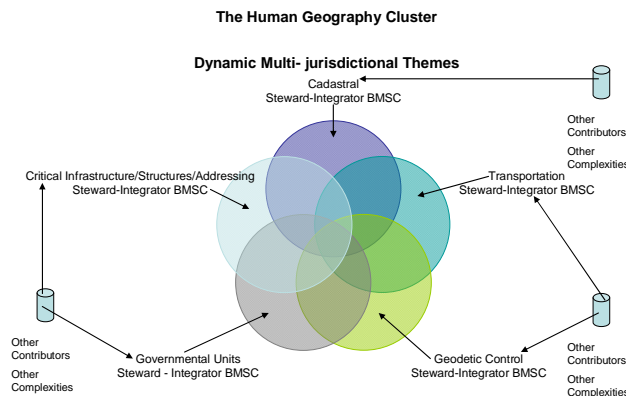 The Human Geography Cluster
Dynamic Multi- jurisdictional Themes
Cadastral
Steward-Integrator BMSC
Other
Contributors
Other
Complexities
Critical Infrastructure/Structures/Addressing
Steward-Integrator BMSC
Transportation
Steward-Integrator BMSC
Other
Contributors
Other
Complexities
Governmental Units
Steward - Integrator BMSC
Geodetic Control
Steward-Integrator BMSC
Other
Contributors
Other
Complexities